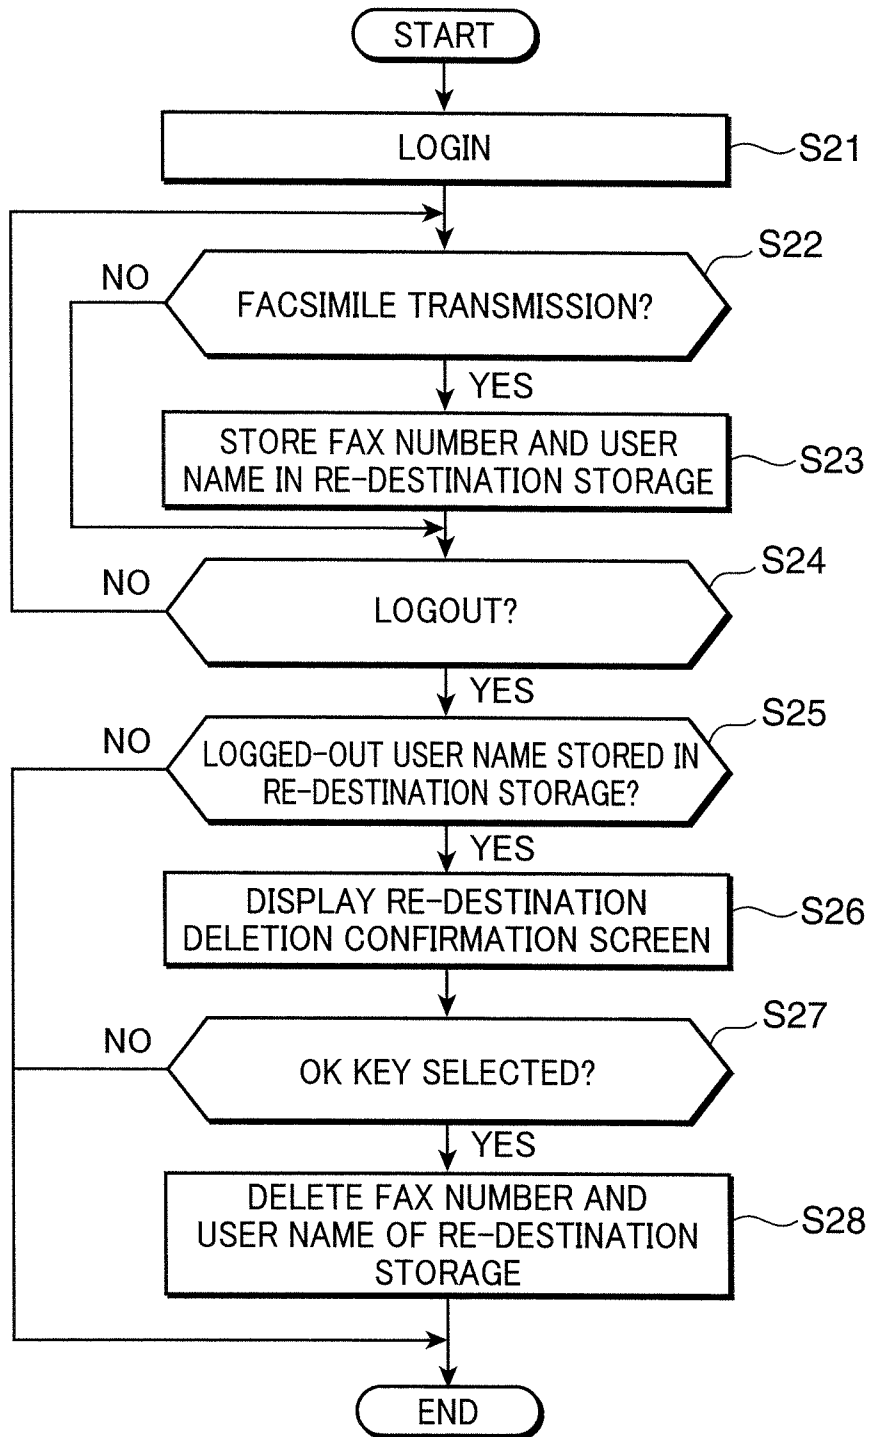 START
LOGIN
S21
S22
NO
FACSIMILE TRANSMISSION?
YES
STORE FAX NUMBER AND USER
NAME IN RE-DESTINATION STORAGE
S23
S24
NO
LOGOUT?
YES
S25
NO
LOGGED-OUT USER NAME STORED IN
RE-DESTINATION STORAGE?
YES
DISPLAY RE-DESTINATION
DELETION CONFIRMATION SCREEN
S26
S27
NO
OK KEY SELECTED?
YES
DELETE FAX NUMBER AND
USER NAME OF RE-DESTINATION
STORAGE
S28
END